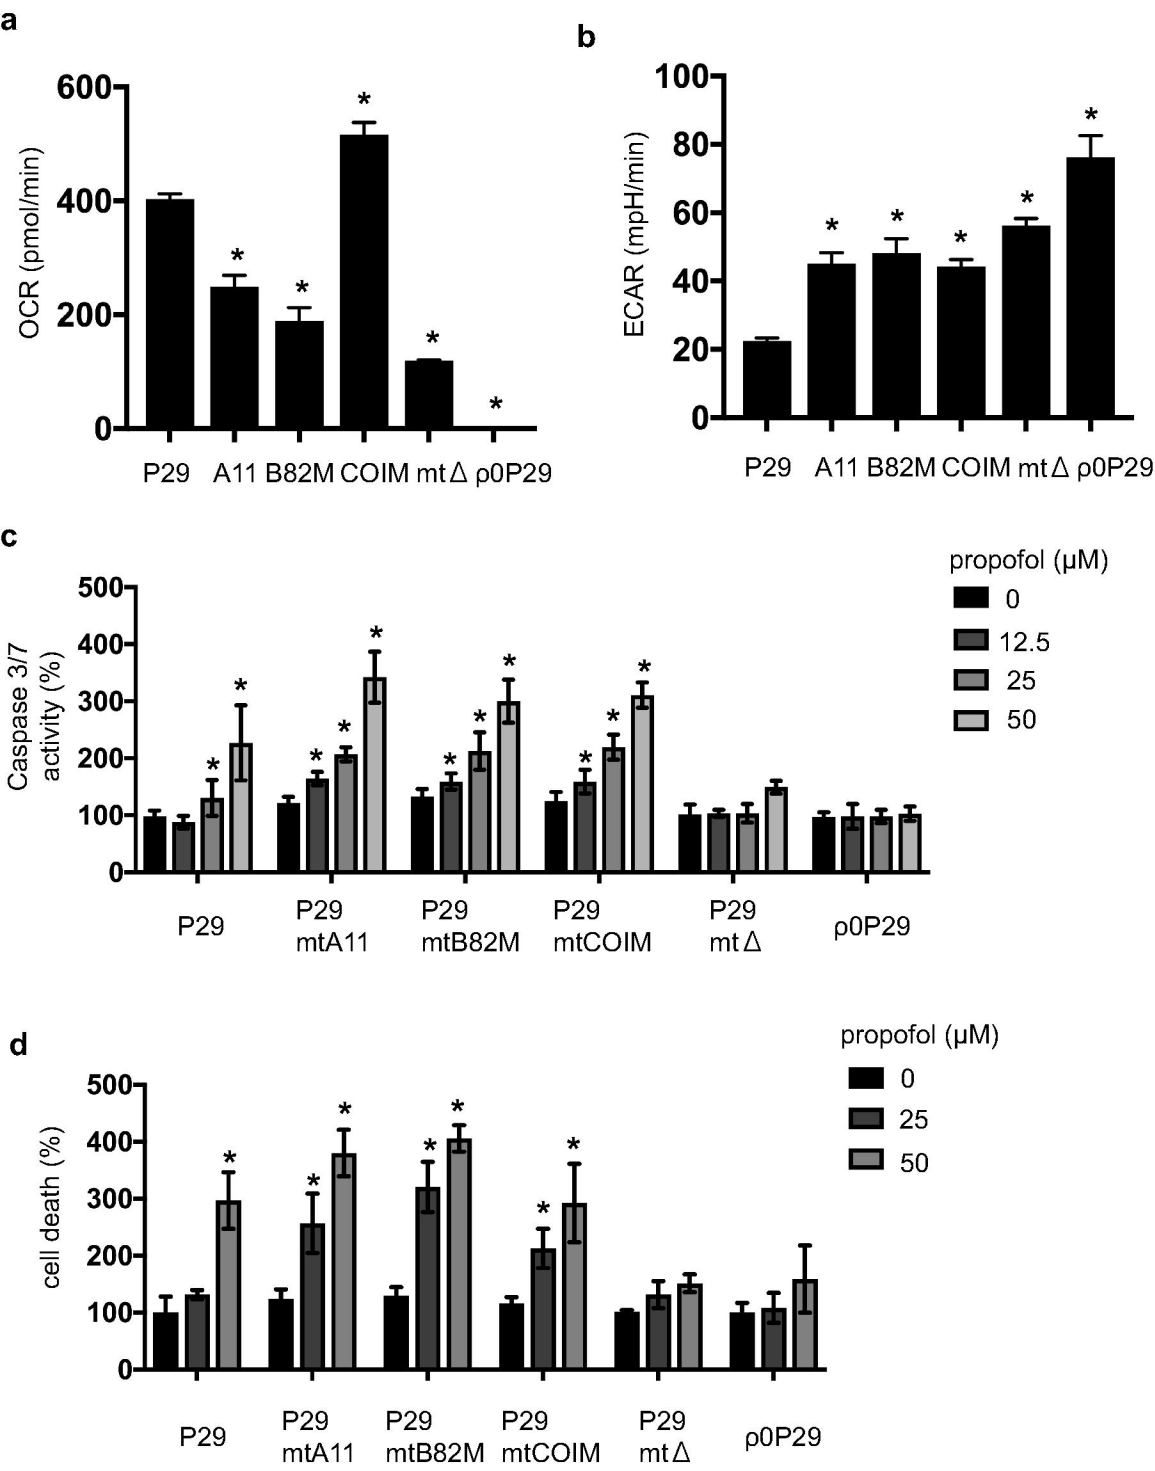 a
OCR (pmol/min)
600
400
200
0
*
*
*
*
*
P29 A11 B82M COIM mtΔ ρ0P29
b
ECAR (mpH/min)
100
80
60
40
20
0
*
*
*
*
*
P29 A11 B82M COIM mtΔ ρ0P29
c
Caspase 3/7
activity (%)
500
400
300
200
100
0
* *
* * *
* * *
* * *
P29
P29
mtA11
P29
mtB82M
P29
mtCOIM
P29
mtΔ
ρ0P29
propofol (μM)
0
12.5
25
50
d
cell death (%)
500
400
300
200
100
0
*
* *
* *
* *
P29
P29
mtA11
P29
mtB82M
P29
mtCOIM
P29
mtΔ
ρ0P29
propofol (μM)
0
25
50